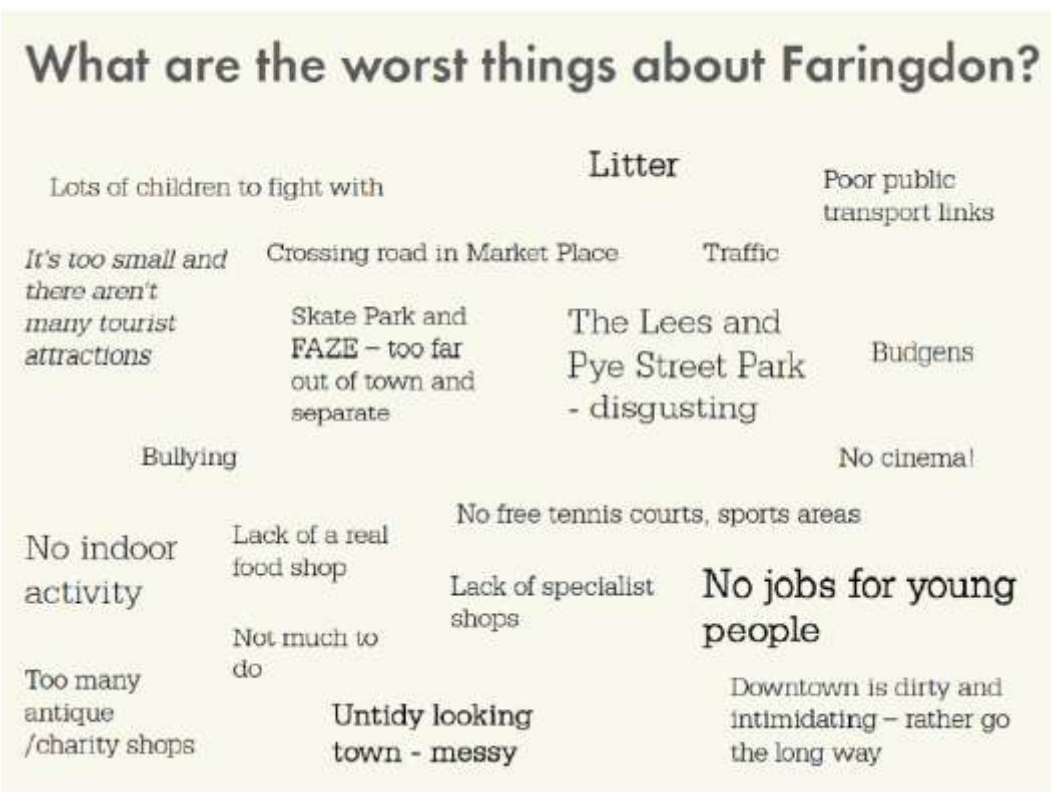 What are the worst things about Faringdon?
Litter
Lots of children to fight with
Poor public
transport links
It's too small and
there aren't
many tourist
attractions
Crossing road in Market Place
Traffic
Skate Park and
FAZE – too far
out of town and
separate
The Lees and
Pye Street Park
- disgusting
Budgens
Bullying
No cinema!
No free tennis courts, sports areas
No indoor
activity
Lack of a real
food shop
Lack of specialist
shops
No jobs for young
people
Not much to
do
Too many
antique
/charity shops
Untidy looking
town - messy
Downtown is dirty and
intimidating – rather go
the long way